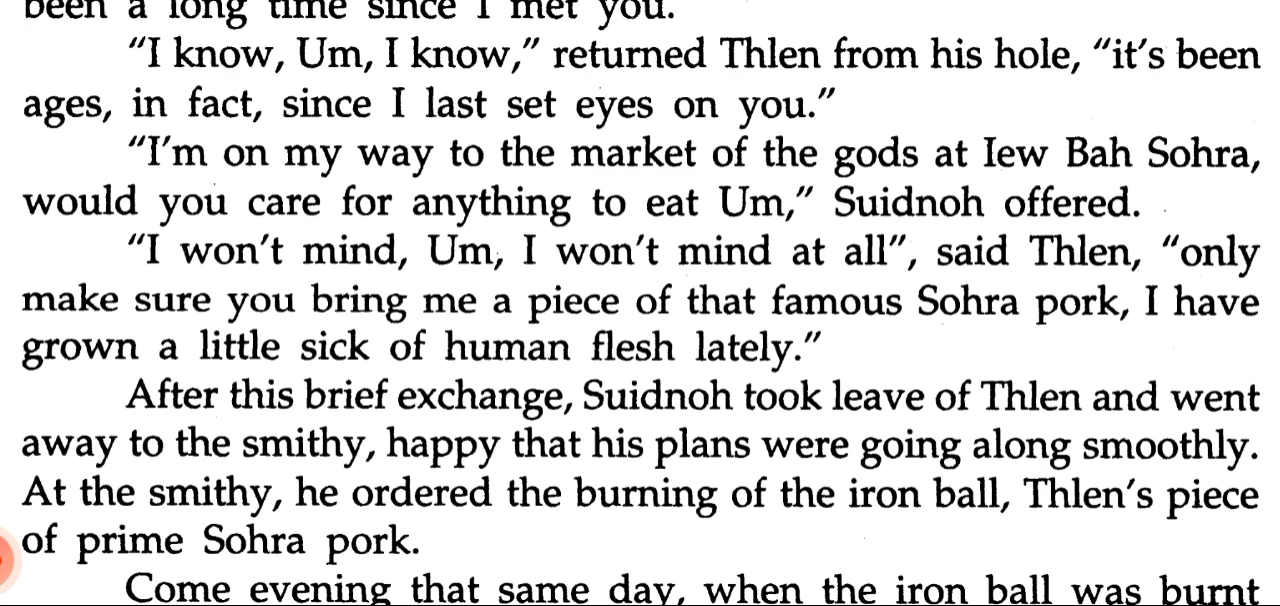 been a long time since I met you.
“I know, Um, I know,” returned Thlen from his hole, “it's been
ages, in fact, since I last set eyes on you.”
“I'm on my way to the market of the gods at Iew Bah Sohra,
would you care for anything to eat Um,” Suidnoh offered.
“I won't mind, Um, I won't mind at all”, said Thlen, “only
make sure you bring me a piece of that famous Sohra pork, I have
grown a little sick of human flesh lately.”
After this brief exchange, Suidnoh took leave of Thlen and went
away to the smithy, happy that his plans were going along smoothly.
At the smithy, he ordered the burning of the iron ball, Thlen's piece
of prime Sohra pork.
Come evening that same day, when the iron ball was burnt